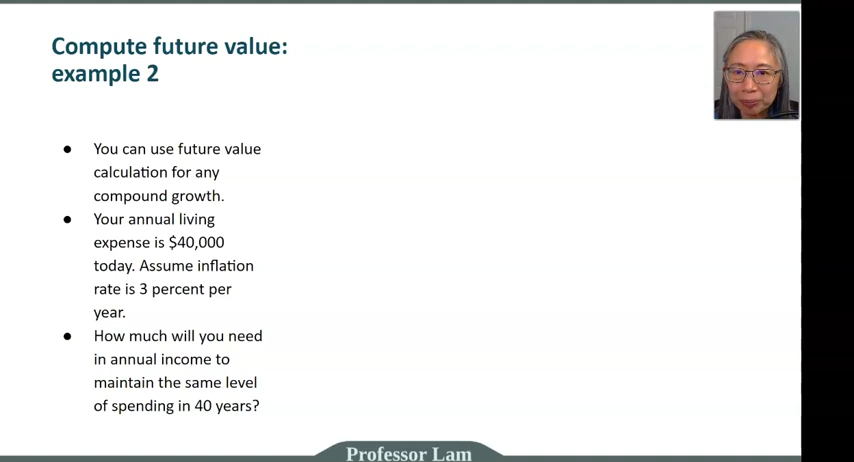 Compute future value:
example 2
● You can use future value
calculation for any
compound growth.
● Your annual living
expense is $40,000
today. Assume inflation
rate is 3 percent per
year.
● How much will you need
in annual income to
maintain the same level
of spending in 40 years?
Professor Lam